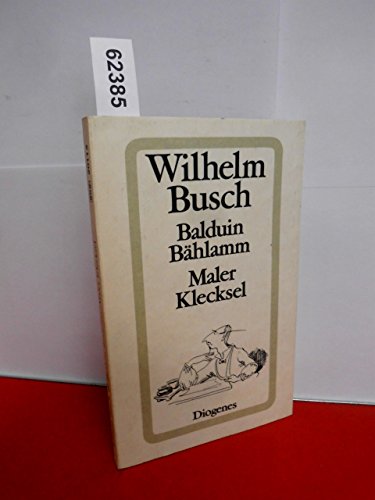 62385
Wilhelm
Busch
Balduin
Bählamm
Maler
Klecksel
Diogenes